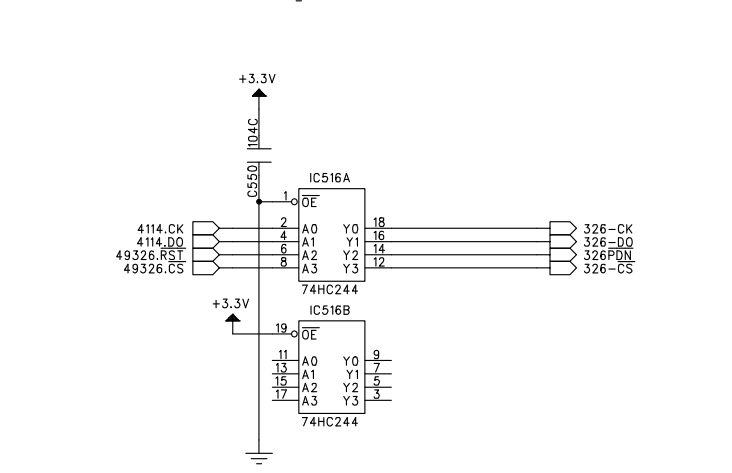 +3.3V
104C
C550
IC516A
1 OE
4114.CK 2 A0 Y0 18 326-CK
4114.DO 4 A1 Y1 16 326-DO
49326.RST 6 A2 Y2 14 326PDN
49326.CS 8 A3 Y3 12 326-CS
74HC244
+3.3V
IC516B
19 OE
11 A0 Y0 9
13 A1 Y1 7
15 A2 Y2 5
17 A3 Y3 3
74HC244